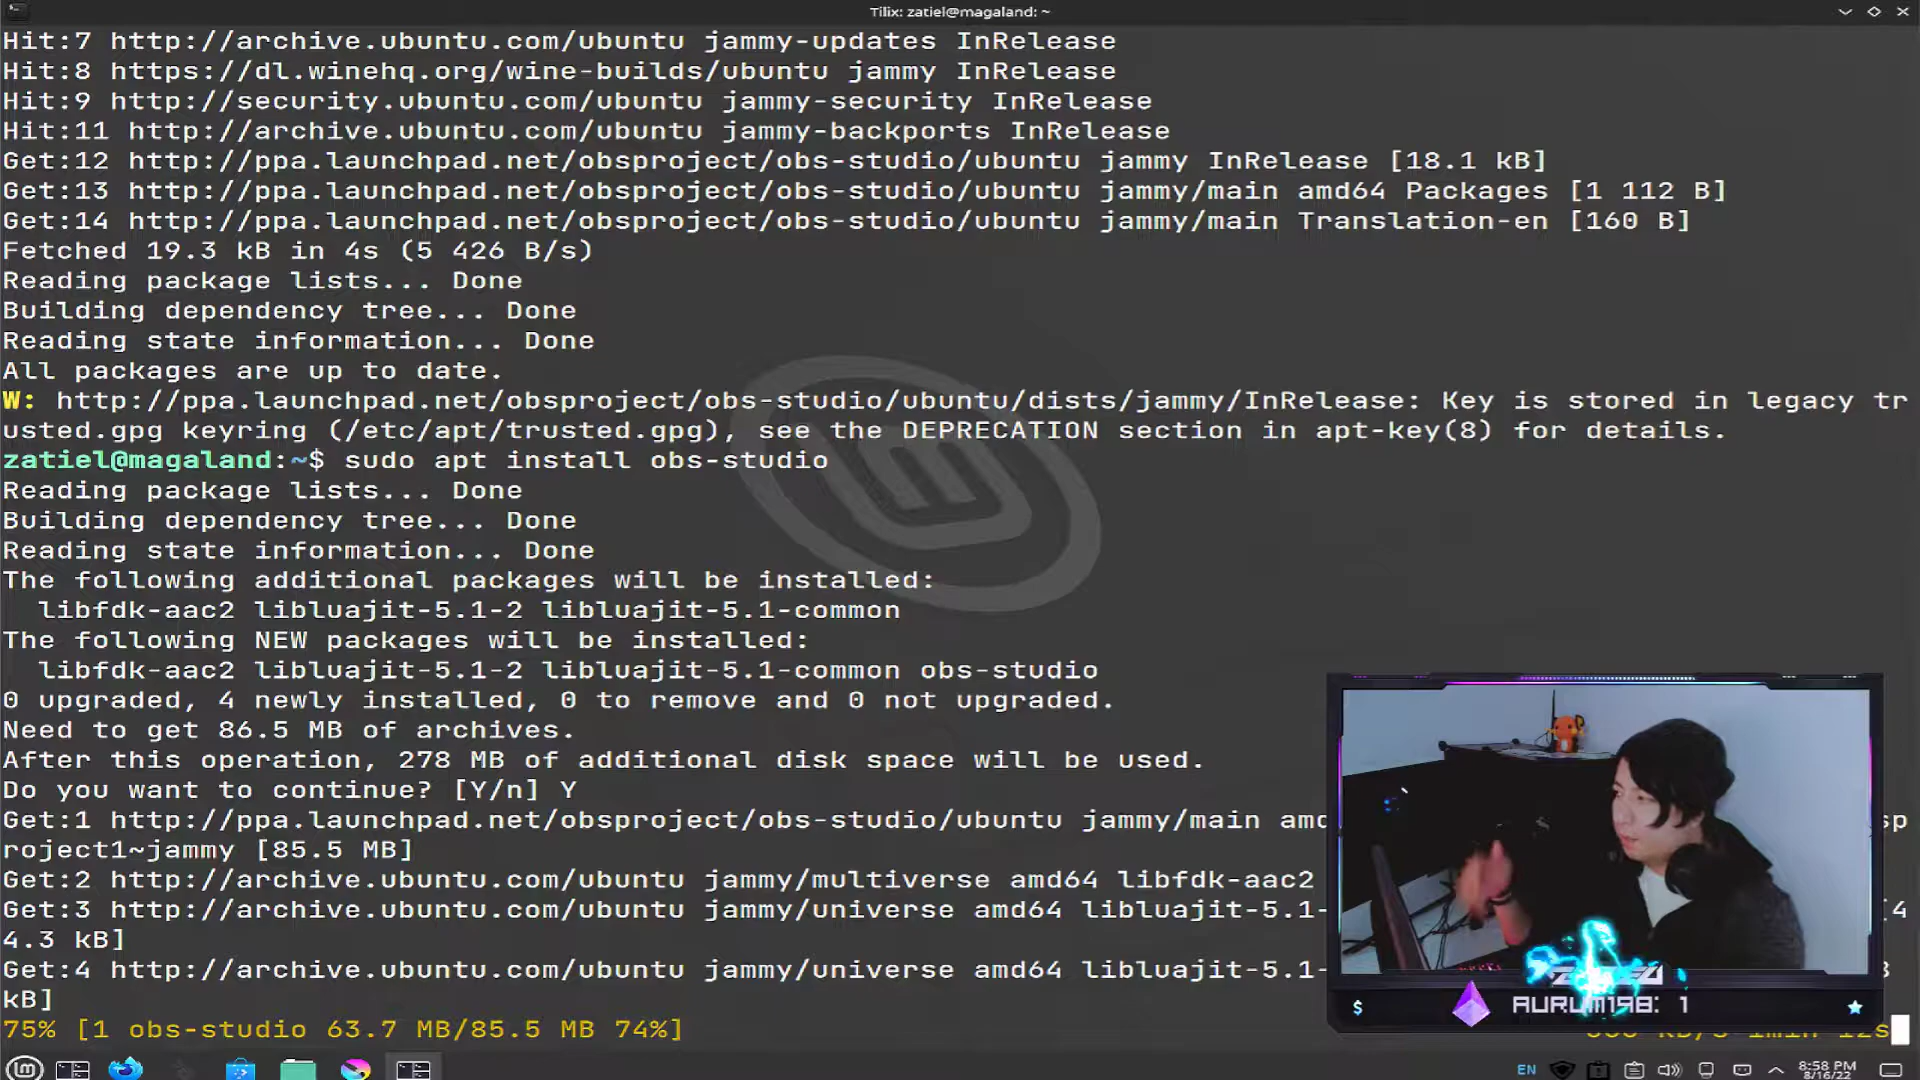 Tilix: zatiel@magaland: ~
Hit:7 http://archive.ubuntu.com/ubuntu jammy-updates InRelease
Hit:8 https://dl.winehq.org/wine-builds/ubuntu jammy InRelease
Hit:9 http://security.ubuntu.com/ubuntu jammy-security InRelease
Hit:11 http://archive.ubuntu.com/ubuntu jammy-backports InRelease
Get:12 http://ppa.launchpad.net/obsproject/obs-studio/ubuntu jammy InRelease [18.1 kB]
Get:13 http://ppa.launchpad.net/obsproject/obs-studio/ubuntu jammy/main amd64 Packages [1 112 B]
Get:14 http://ppa.launchpad.net/obsproject/obs-studio/ubuntu jammy/main Translation-en [160 B]
Fetched 19.3 kB in 4s (5 426 B/s)
Reading package lists... Done
Building dependency tree... Done
Reading state information... Done
All packages are up to date.
W: http://ppa.launchpad.net/obsproject/obs-studio/ubuntu/dists/jammy/InRelease: Key is stored in legacy tr
usted.gpg keyring (/etc/apt/trusted.gpg), see the DEPRECATION section in apt-key(8) for details.
zatiel@magaland:~$ sudo apt install obs-studio
Reading package lists... Done
Building dependency tree... Done
Reading state information... Done
The following additional packages will be installed:
libfdk-aac2 libluajit-5.1-2 libluajit-5.1-common
The following NEW packages will be installed:
libfdk-aac2 libluajit-5.1-2 libluajit-5.1-common obs-studio
0 upgraded, 4 newly installed, 0 to remove and 0 not upgraded.
Need to get 86.5 MB of archives.
After this operation, 278 MB of additional disk space will be used.
Do you want to continue? [Y/n] Y
Get:1 http://ppa.launchpad.net/obsproject/obs-studio/ubuntu jammy/main amd sp
roject1~jammy [85.5 MB]
Get:2 http://archive.ubuntu.com/ubuntu jammy/multiverse amd64 libfdk-aac2
Get:3 http://archive.ubuntu.com/ubuntu jammy/universe amd64 libluajit-5.1- [4
4.3 kB]
Get:4 http://archive.ubuntu.com/ubuntu jammy/universe amd64 libluajit-5.1-
kB]
$ AURUM198: 1
75% [1 obs-studio 63.7 MB/85.5 MB 74%]
EN 8:58 PM
8/16/22